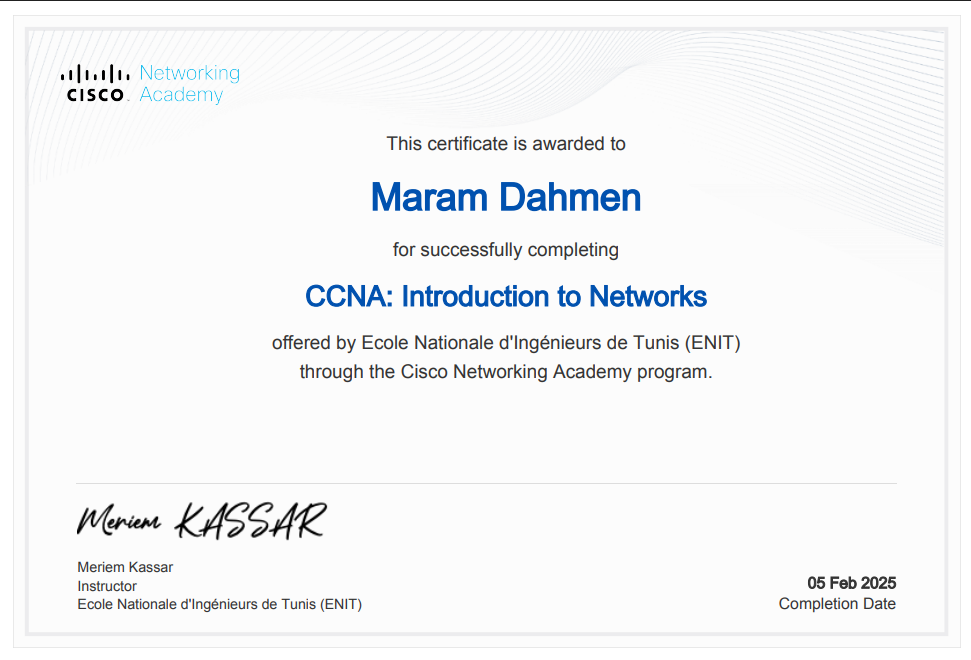 Networking
CISCO. Academy
This certificate is awarded to
Maram Dahmen
for successfully completing
CCNA: Introduction to Networks
offered by Ecole Nationale d'Ingénieurs de Tunis (ENIT)
through the Cisco Networking Academy program.
Meriem KASSAR
Meriem Kassar
Instructor
Ecole Nationale d'Ingénieurs de Tunis (ENIT)
05 Feb 2025
Completion Date